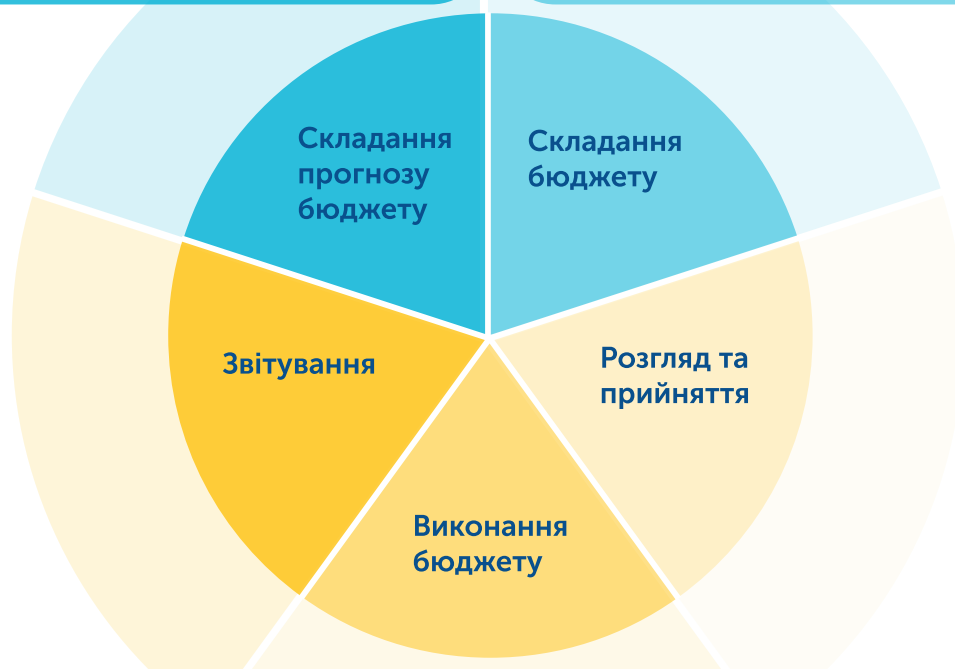 Складання
прогнозу
бюджету
Складання
бюджету
Розгляд та
прийняття
Виконання
бюджету
Звітування